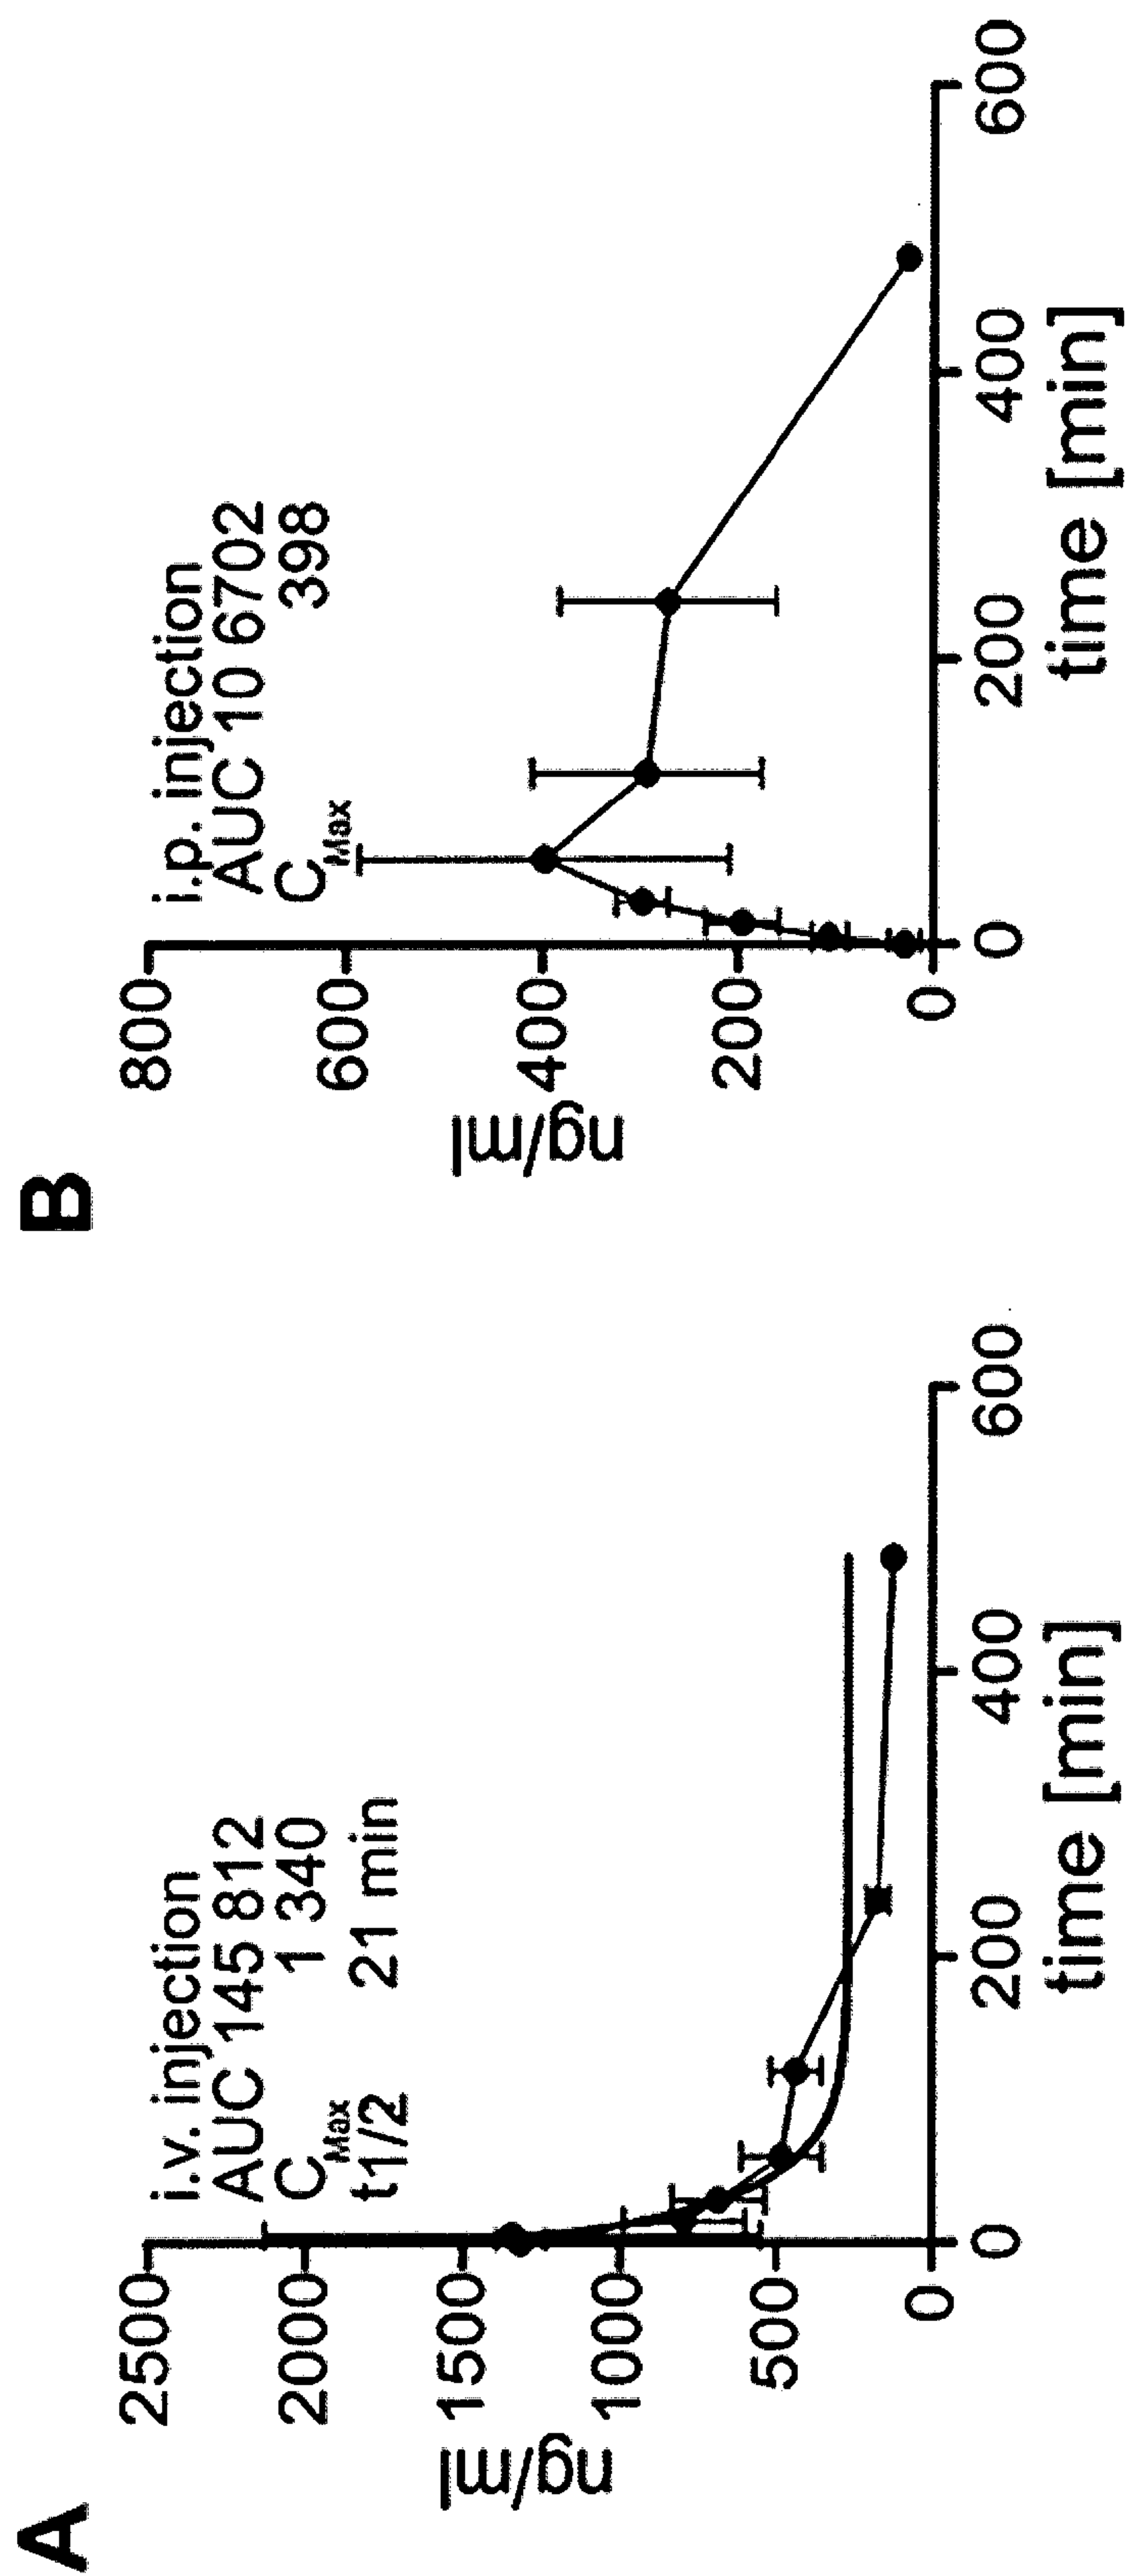 A
i.v. injection
AUC 145 812
CMax 1 340
t1/2 21 min
ng/ml
2500
2000
1500
1000
500
0
0 200 400 600
time [min]
B
i.p. injection
AUC 10 6702
CMax 398
ng/ml
800
600
400
200
0
0 200 400 600
time [min]